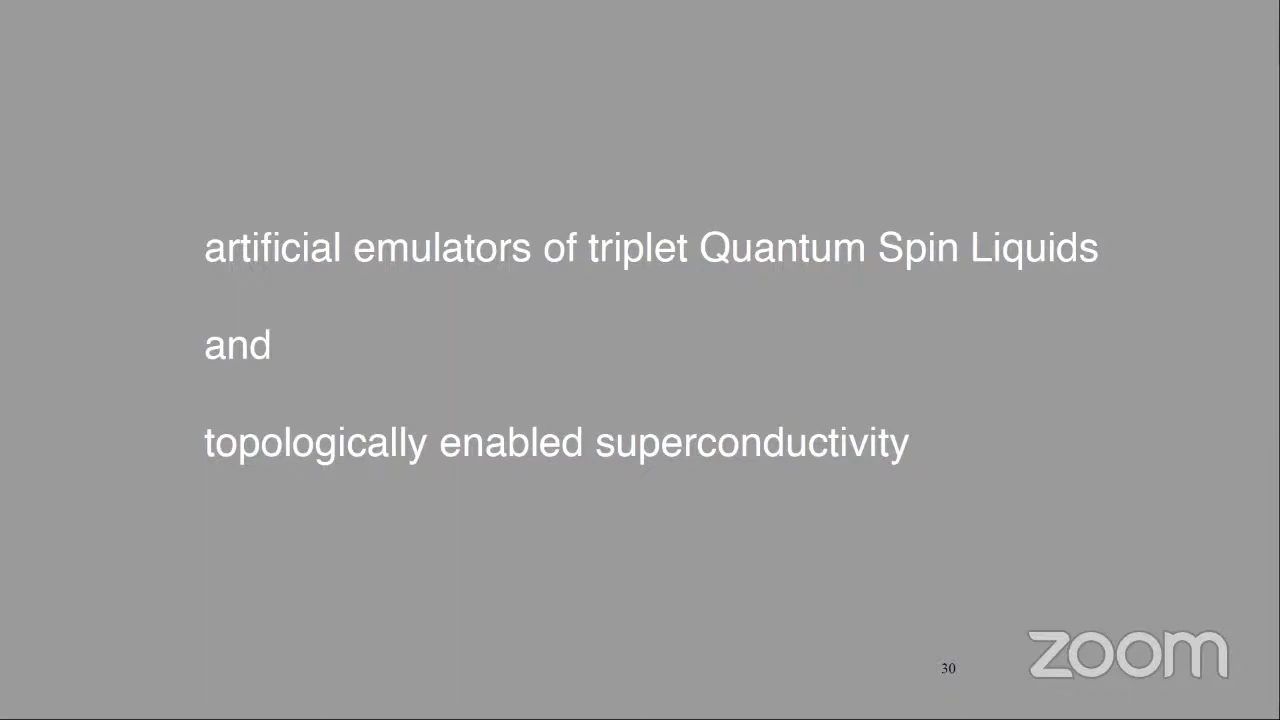 artificial emulators of triplet Quantum Spin Liquids
and
topologically enabled superconductivity
30
zoom